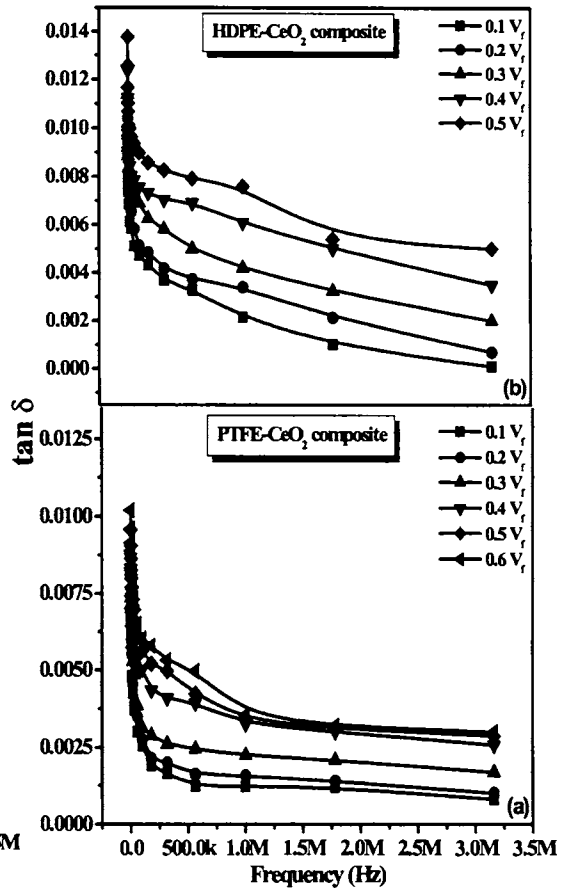 0.014
0.012
0.010
0.008
0.006
0.004
0.002
0.000
HDPE-CeO₂ composite
0.1 Vf
0.2 Vf
0.3 Vf
0.4 Vf
0.5 Vf
(b)
tan δ
0.0125
0.0100
0.0075
0.0050
0.0025
0.0000
PTFE-CeO₂ composite
0.1 Vf
0.2 Vf
0.3 Vf
0.4 Vf
0.5 Vf
0.6 Vf
(a)
0.0 500.0k 1.0M 1.5M 2.0M 2.5M 3.0M 3.5M
Frequency (Hz)